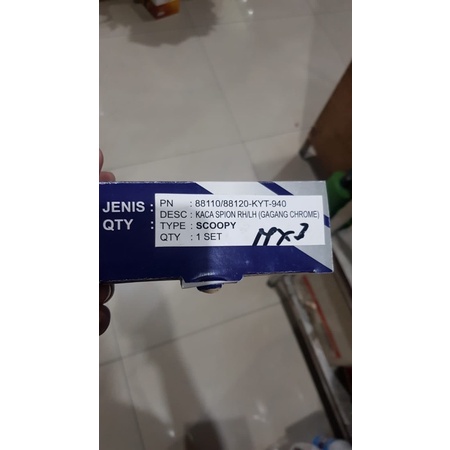 JENIS :
QTY :
PN : 88110/88120-KYT-940
DESC : KACA SPION RH/LH (GAGANG CHROME)
TYPE : SCOOPY
QTY : 1 SET